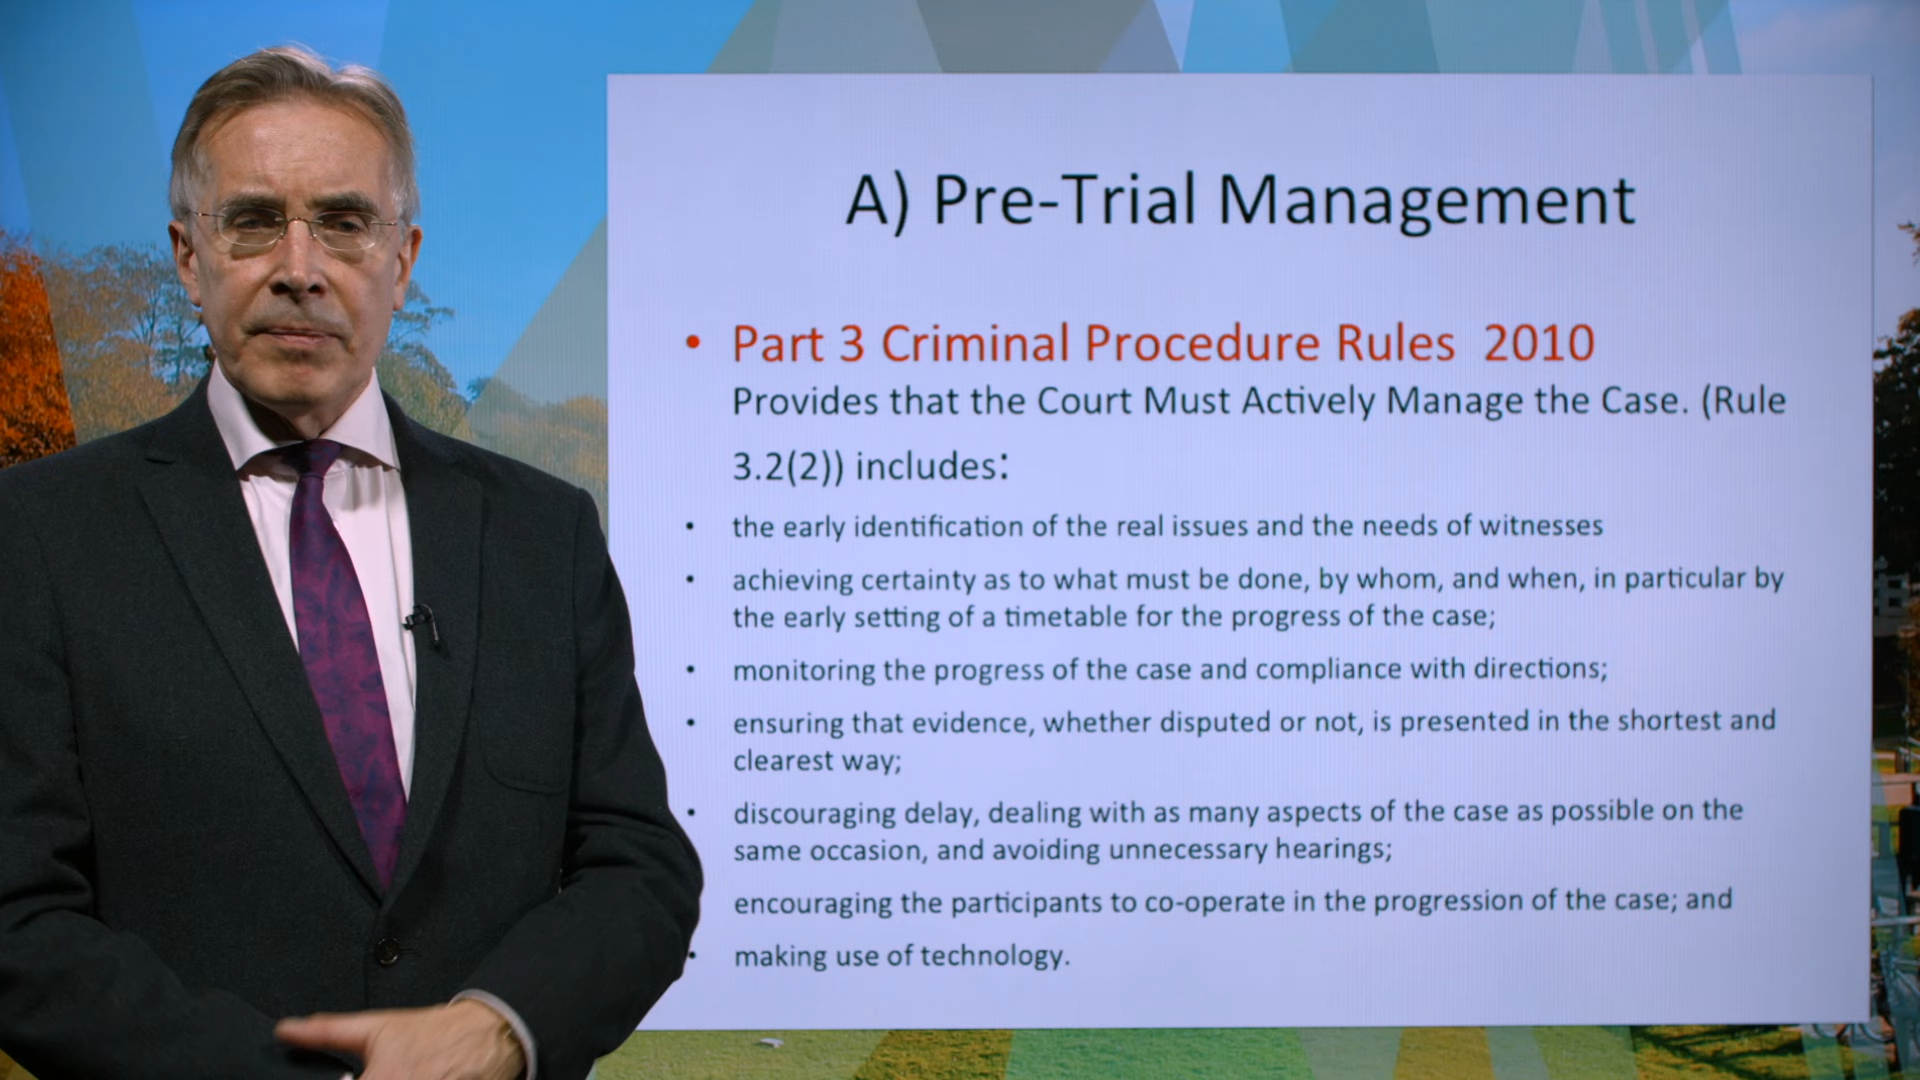 A) Pre-Trial Management
• Part 3 Criminal Procedure Rules 2010
Provides that the Court Must Actively Manage the Case. (Rule
3.2(2)) includes:
• the early identification of the real issues and the needs of witnesses
• achieving certainty as to what must be done, by whom, and when, in particular by
the early setting of a timetable for the progress of the case;
• monitoring the progress of the case and compliance with directions;
• ensuring that evidence, whether disputed or not, is presented in the shortest and
clearest way;
• discouraging delay, dealing with as many aspects of the case as possible on the
same occasion, and avoiding unnecessary hearings;
encouraging the participants to co-operate in the progression of the case; and
• making use of technology.